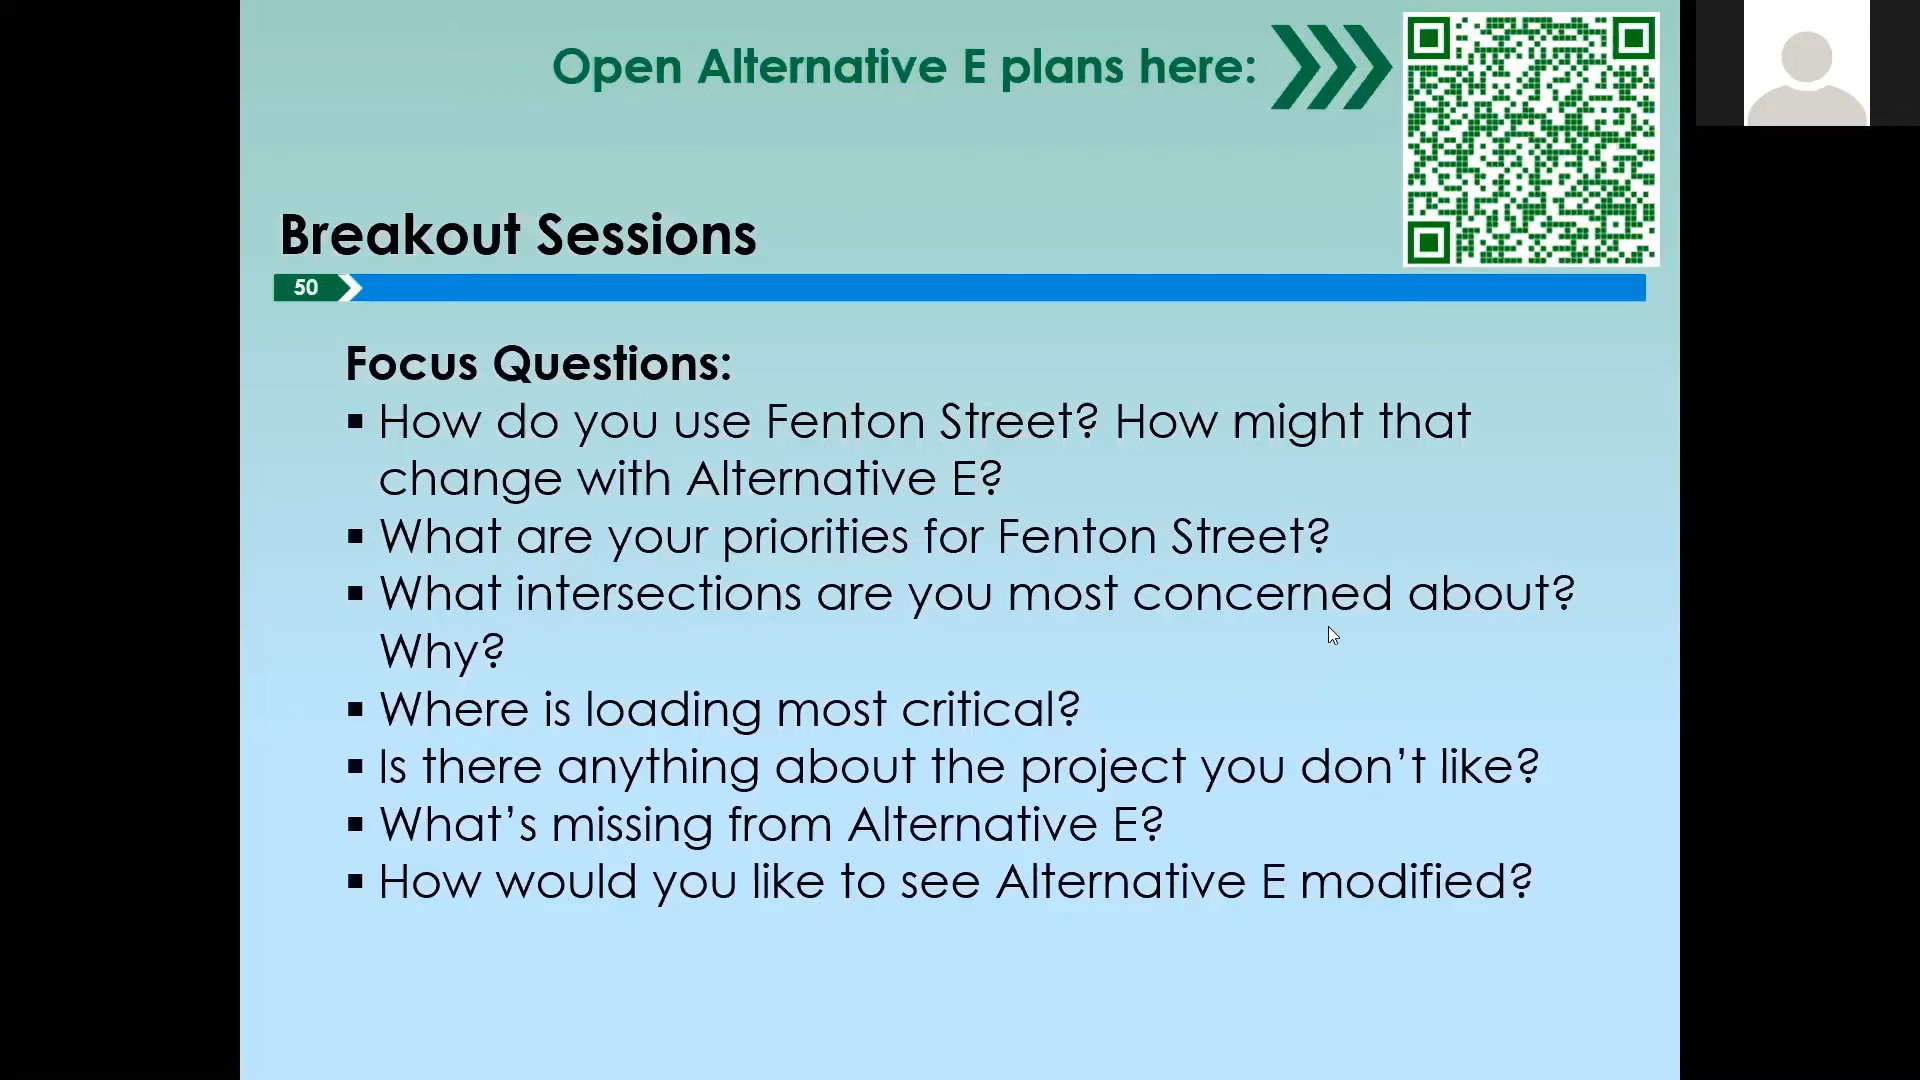 Open Alternative E plans here:
Breakout Sessions
50
Focus Questions:
▪ How do you use Fenton Street? How might that
change with Alternative E?
▪ What are your priorities for Fenton Street?
▪ What intersections are you most concerned about?
Why?
▪ Where is loading most critical?
▪ Is there anything about the project you don’t like?
▪ What’s missing from Alternative E?
▪ How would you like to see Alternative E modified?